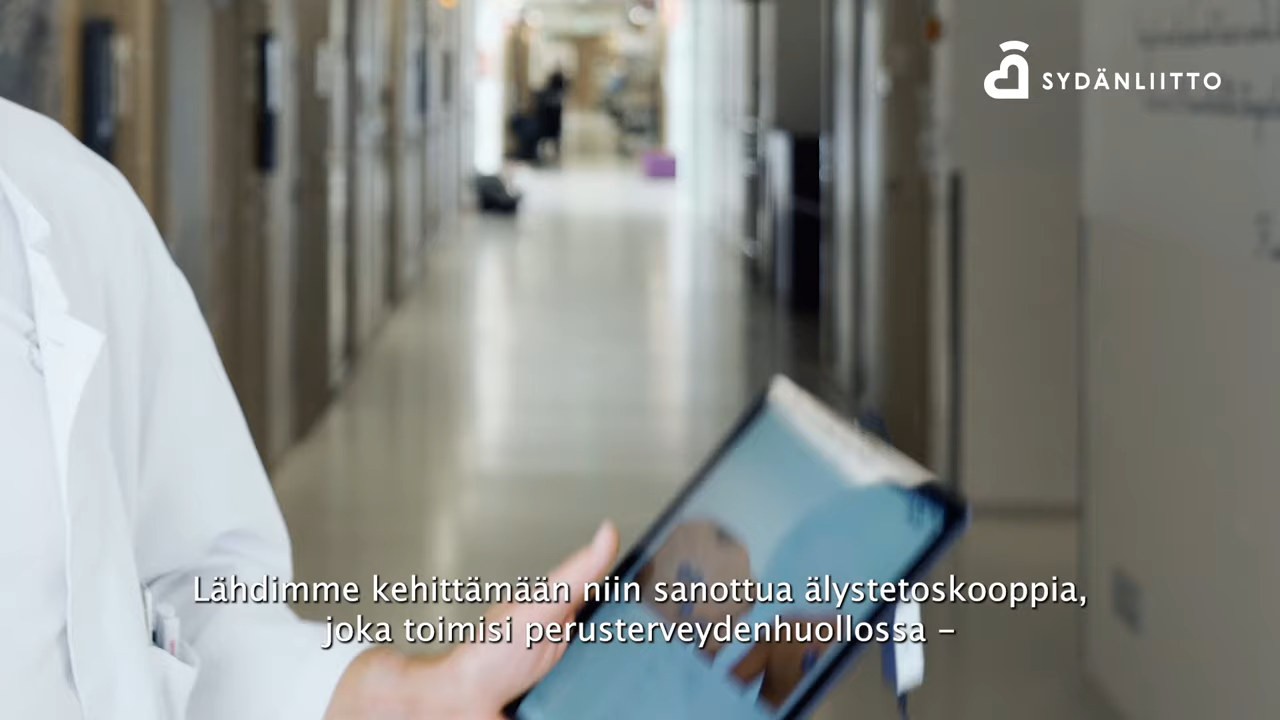 SYDÄNLIITTO
Lähdimme kehittämään niin sanottua älystetoskooppia,
joka toimisi perusterveydenhuollossa –